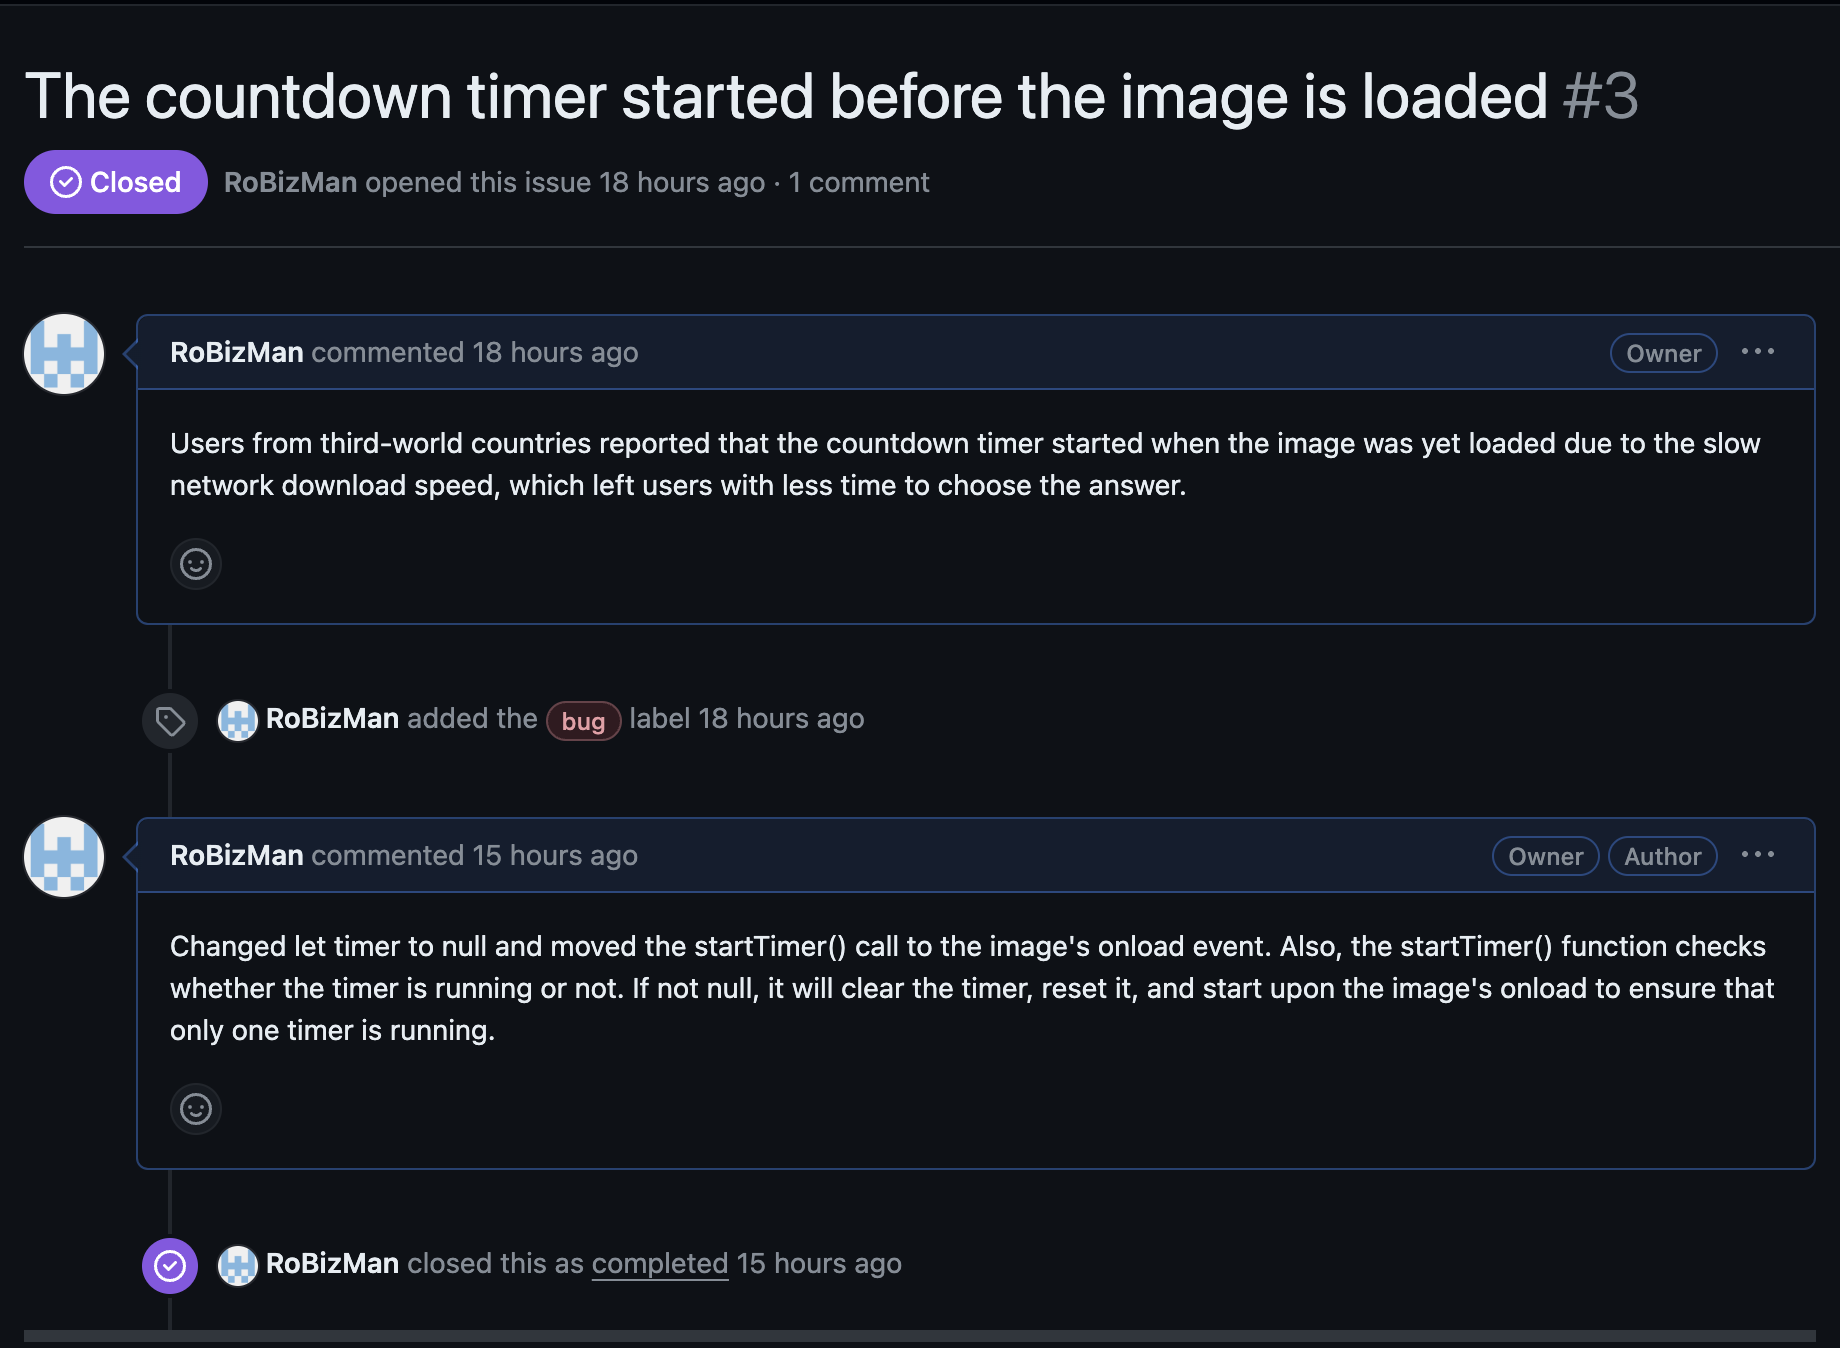 The countdown timer started before the image is loaded #3
Closed RoBizMan opened this issue 18 hours ago · 1 comment
RoBizMan commented 18 hours ago Owner ...
Users from third-world countries reported that the countdown timer started when the image was yet loaded due to the slow
network download speed, which left users with less time to choose the answer.
RoBizMan added the bug label 18 hours ago
RoBizMan commented 15 hours ago Owner Author ...
Changed let timer to null and moved the startTimer() call to the image's onload event. Also, the startTimer() function checks
whether the timer is running or not. If not null, it will clear the timer, reset it, and start upon the image's onload to ensure that
only one timer is running.
RoBizMan closed this as completed 15 hours ago